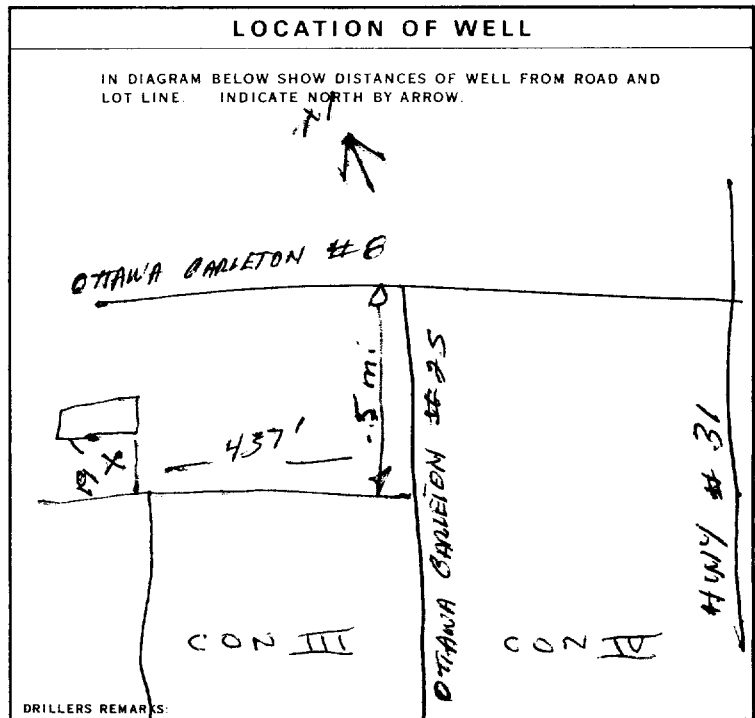 LOCATION OF WELL
IN DIAGRAM BELOW SHOW DISTANCES OF WELL FROM ROAD AND
LOT LINE. INDICATE NORTH BY ARROW.
OTTAWA CARLETON # 8
.5 mi.
OTTAWA CARLETON # 25
HWY # 31
437'
19'
X
CON III
CON IV
DRILLERS REMARKS: